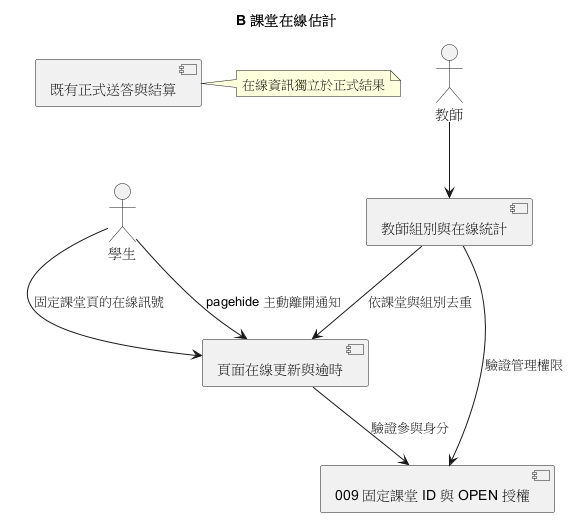 B 課堂在線估計
既有正式送答與結算
在線資訊獨立於正式結果
教師
教師組別與在線統計
學生
固定課堂頁的在線訊號
pagehide 主動離開通知
依課堂與組別去重
頁面在線更新與逾時
驗證管理權限
驗證參與身分
009 固定課堂 ID 與 OPEN 授權